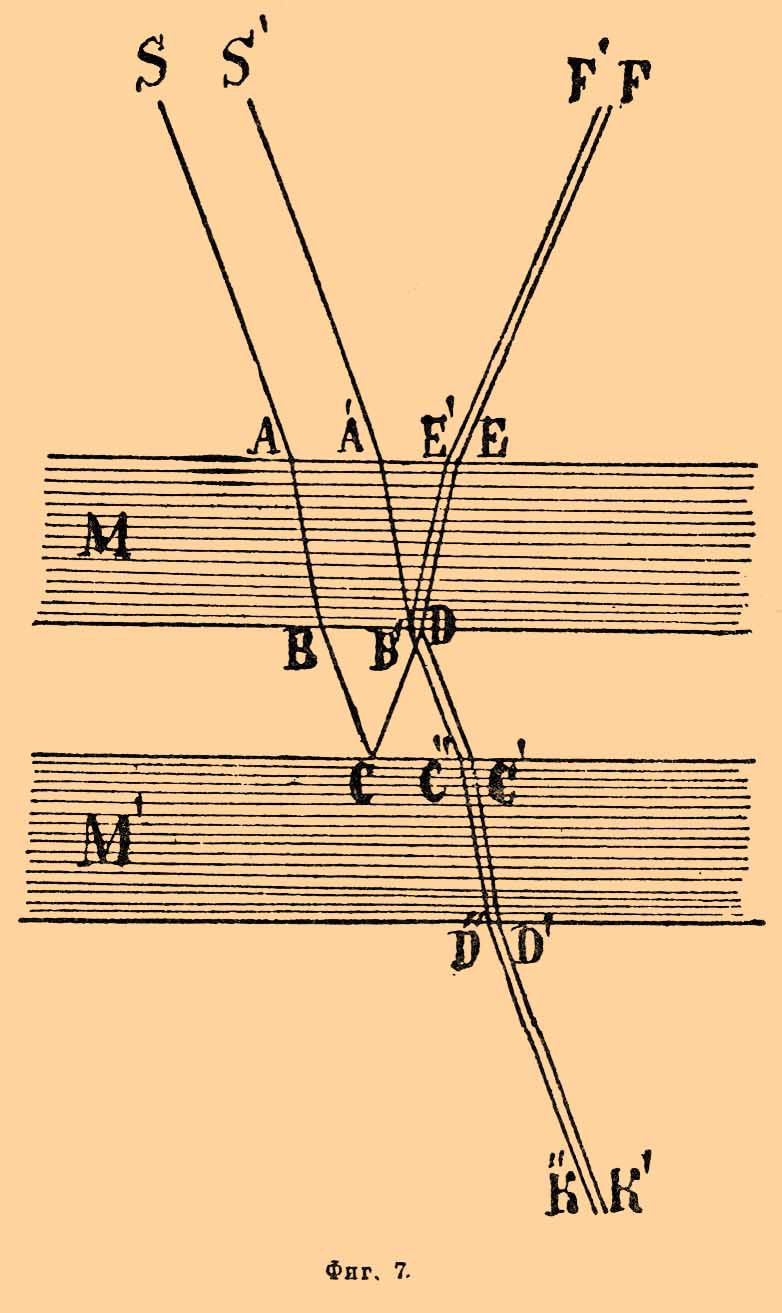 S S' F' F
A A' E' E
M
B B' D
C C" C'
M'
D" D'
K" K'
Фиг. 7.